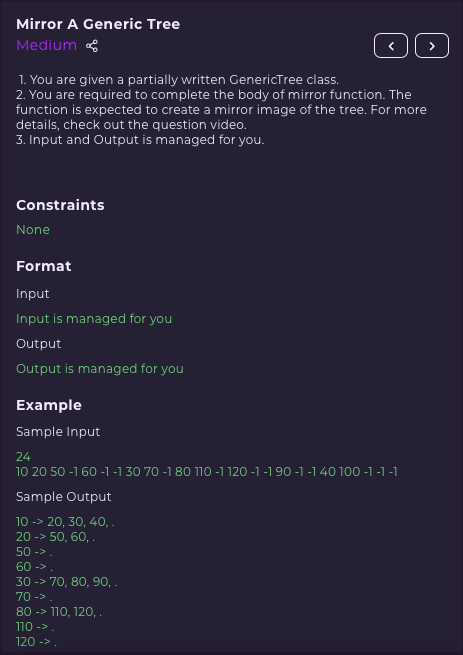 Mirror A Generic Tree
Medium
1. You are given a partially written GenericTree class.
2. You are required to complete the body of mirror function. The
function is expected to create a mirror image of the tree. For more
details, check out the question video.
3. Input and Output is managed for you.
Constraints
None
Format
Input
Input is managed for you
Output
Output is managed for you
Example
Sample Input
24
10 20 50 -1 60 -1 -1 30 70 -1 80 110 -1 120 -1 -1 90 -1 -1 40 100 -1 -1 -1
Sample Output
10 -> 20, 30, 40, .
20 -> 50, 60, .
50 -> .
60 -> .
30 -> 70, 80, 90, .
70 -> .
80 -> 110, 120, .
110 -> .
120 -> .